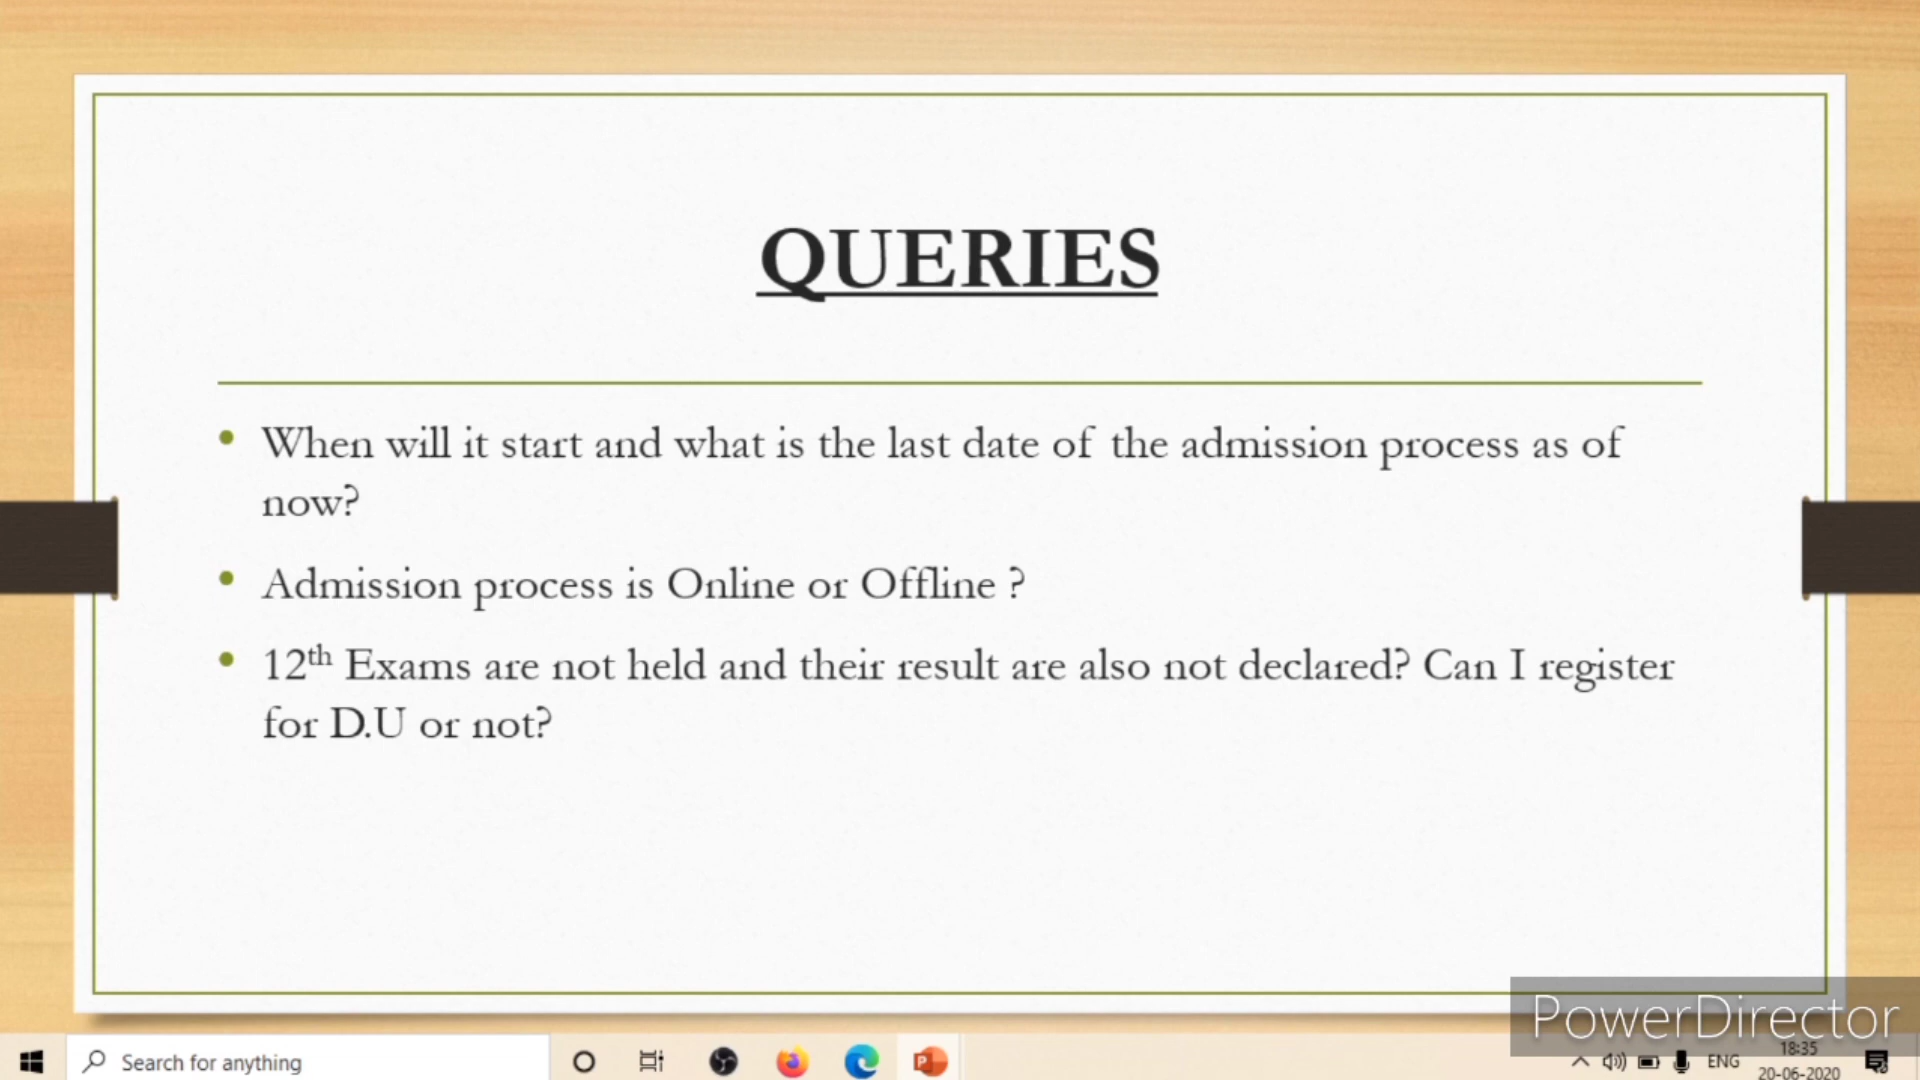 QUERIES
• When will it start and what is the last date of the admission process as of
now?
• Admission process is Online or Offline ?
• 12th Exams are not held and their result are also not declared? Can I register
for D.U or not?
PowerDirector
Search for anything
ENG
18:35
20-06-2020